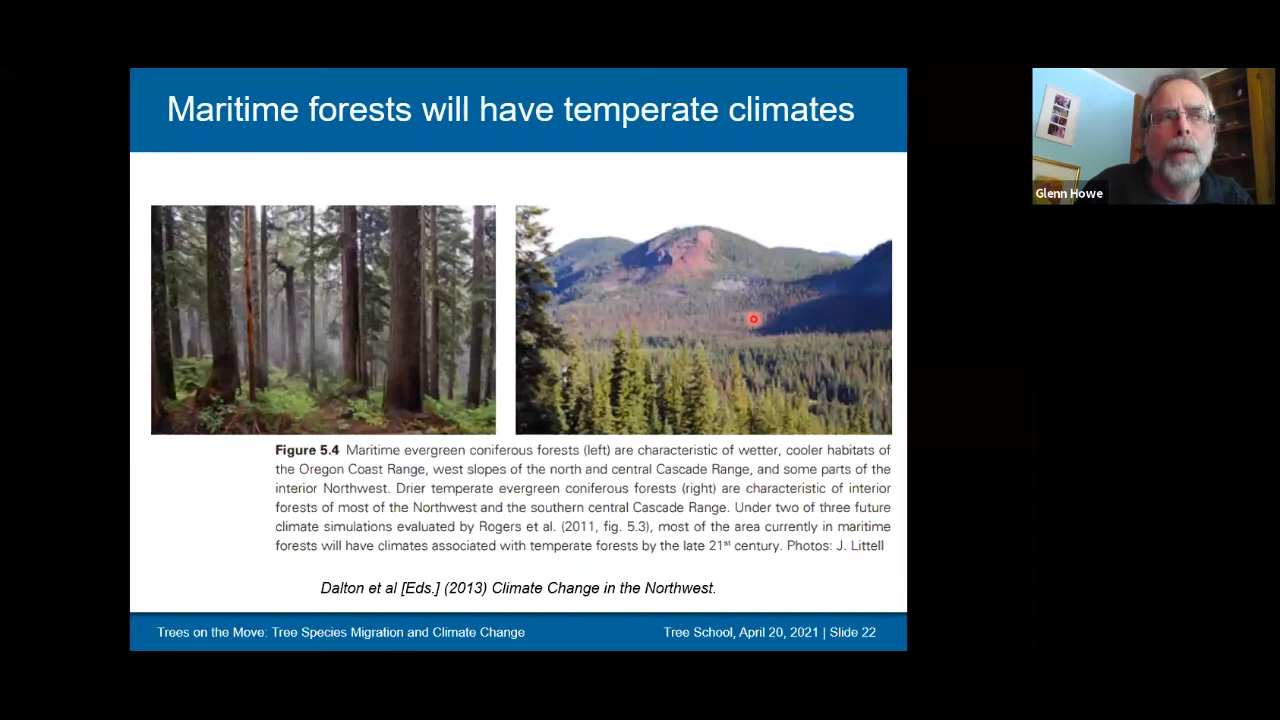 Maritime forests will have temperate climates
Glenn Howe
Figure 5.4 Maritime evergreen coniferous forests (left) are characteristic of wetter, cooler habitats of
the Oregon Coast Range, west slopes of the north and central Cascade Range, and some parts of the
interior Northwest. Drier temperate evergreen coniferous forests (right) are characteristic of interior
forests of most of the Northwest and the southern central Cascade Range. Under two of three future
climate simulations evaluated by Rogers et al. (2011, fig. 5.3), most of the area currently in maritime
forests will have climates associated with temperate forests by the late 21st century. Photos: J. Littell
Dalton et al [Eds.] (2013) Climate Change in the Northwest.
Trees on the Move: Tree Species Migration and Climate Change
Tree School, April 20, 2021 | Slide 22